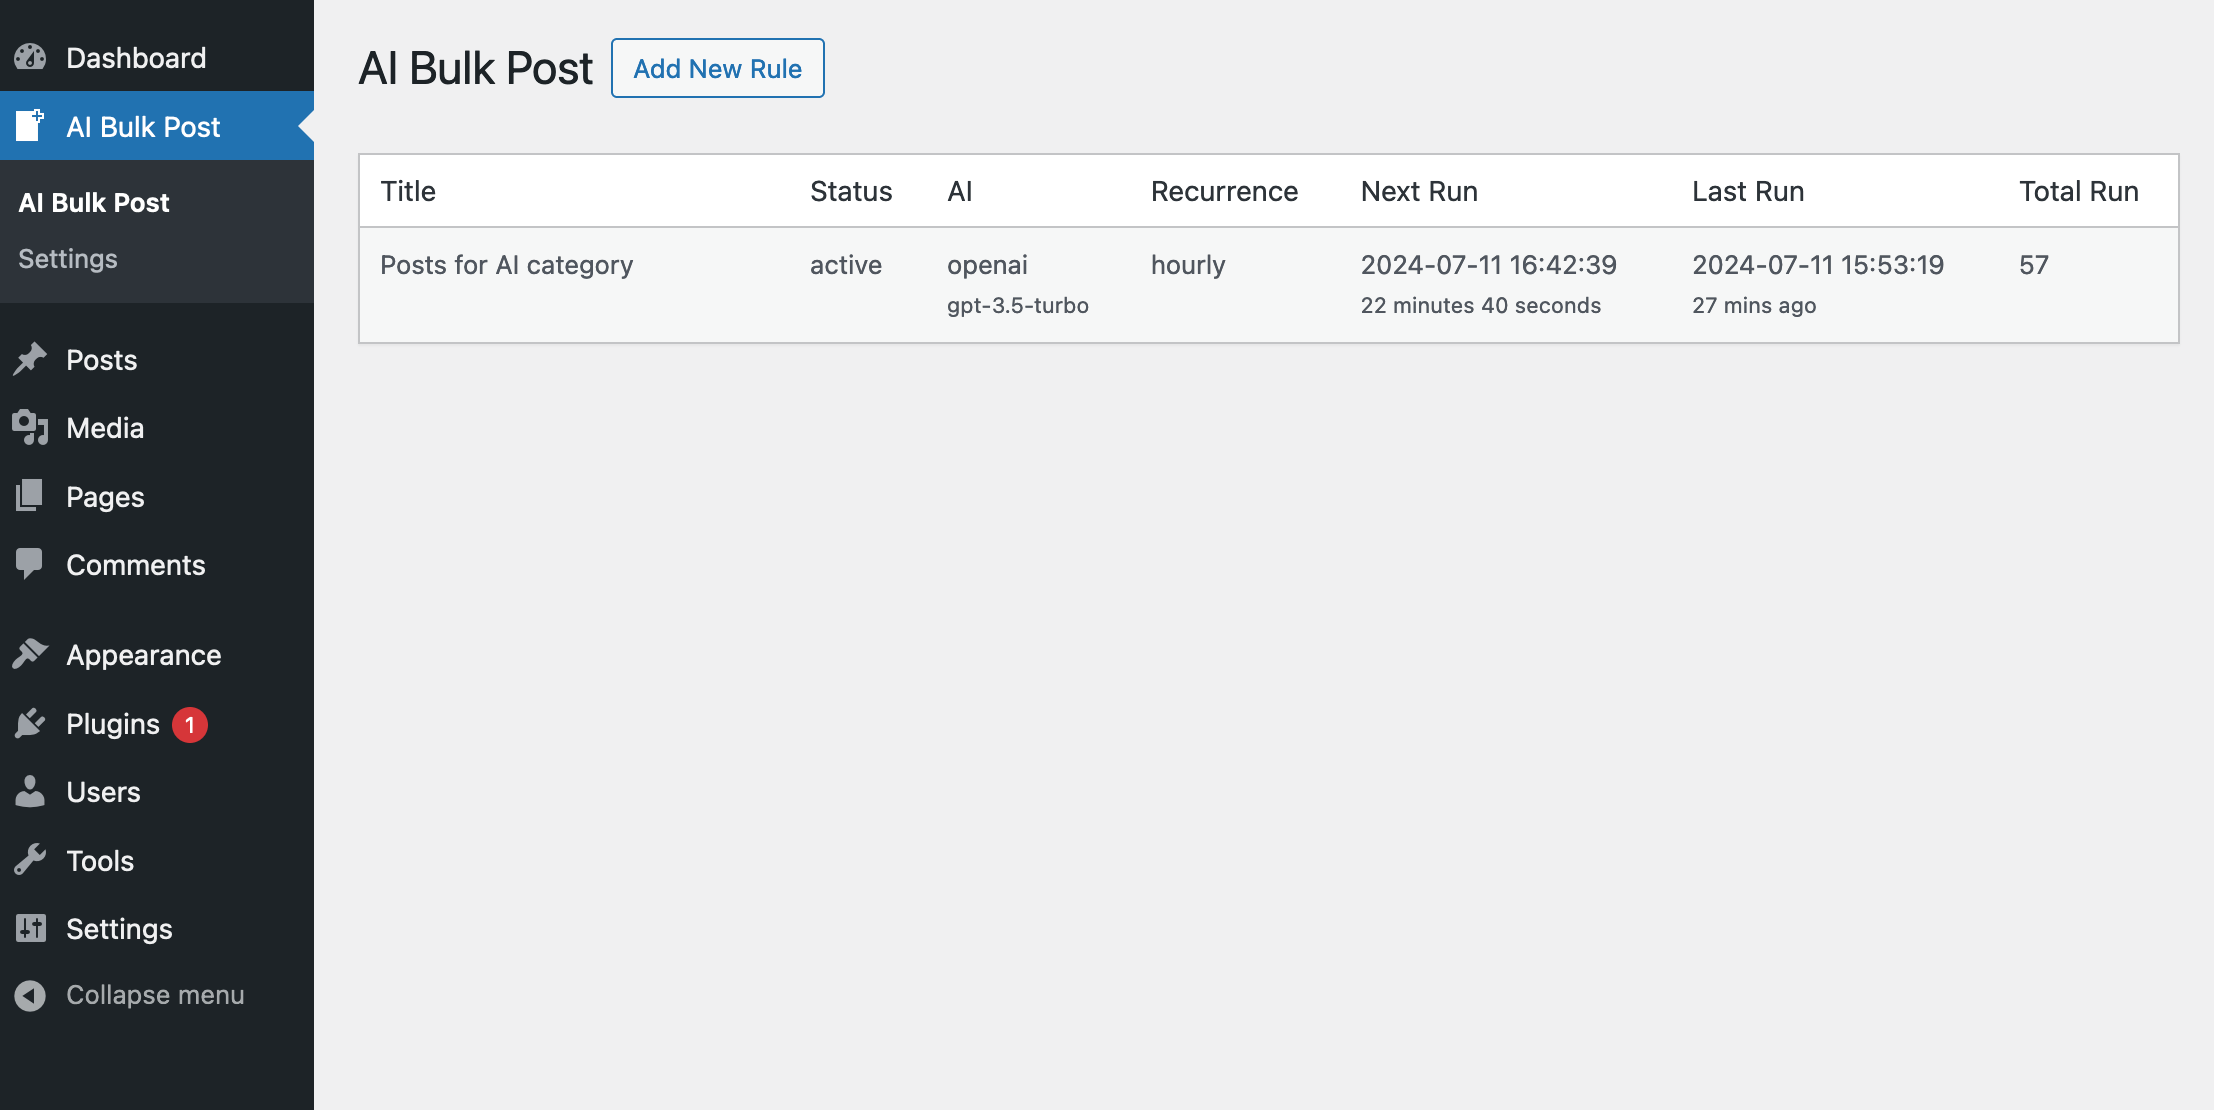 Dashboard
AI Bulk Post
AI Bulk Post
Settings
Posts
Media
Pages
Comments
Appearance
Plugins 1
Users
Tools
Settings
Collapse menu
AI Bulk Post Add New Rule
Title Status AI Recurrence Next Run Last Run Total Run
Posts for AI category active openai hourly 2024-07-11 16:42:39 2024-07-11 15:53:19 57
gpt-3.5-turbo 22 minutes 40 seconds 27 mins ago